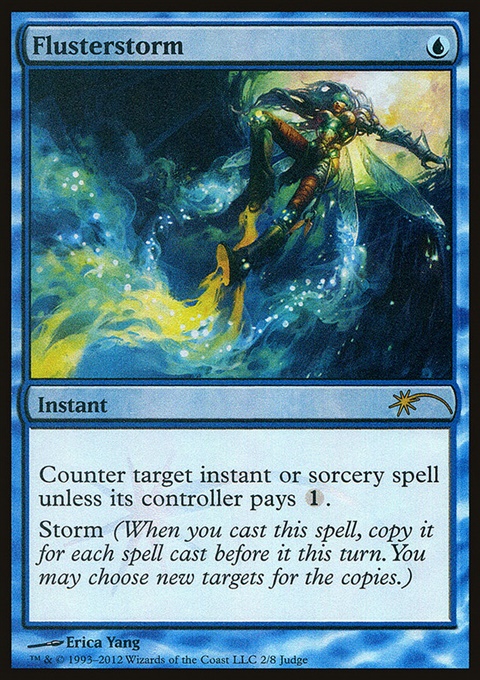 Flusterstorm
Instant
Counter target instant or sorcery spell
unless its controller pays 1.
Storm (When you cast this spell, copy it
for each spell cast before it this turn. You
may choose new targets for the copies.)
Erica Yang
™ & © 1993–2012 Wizards of the Coast LLC 2/8 Judge